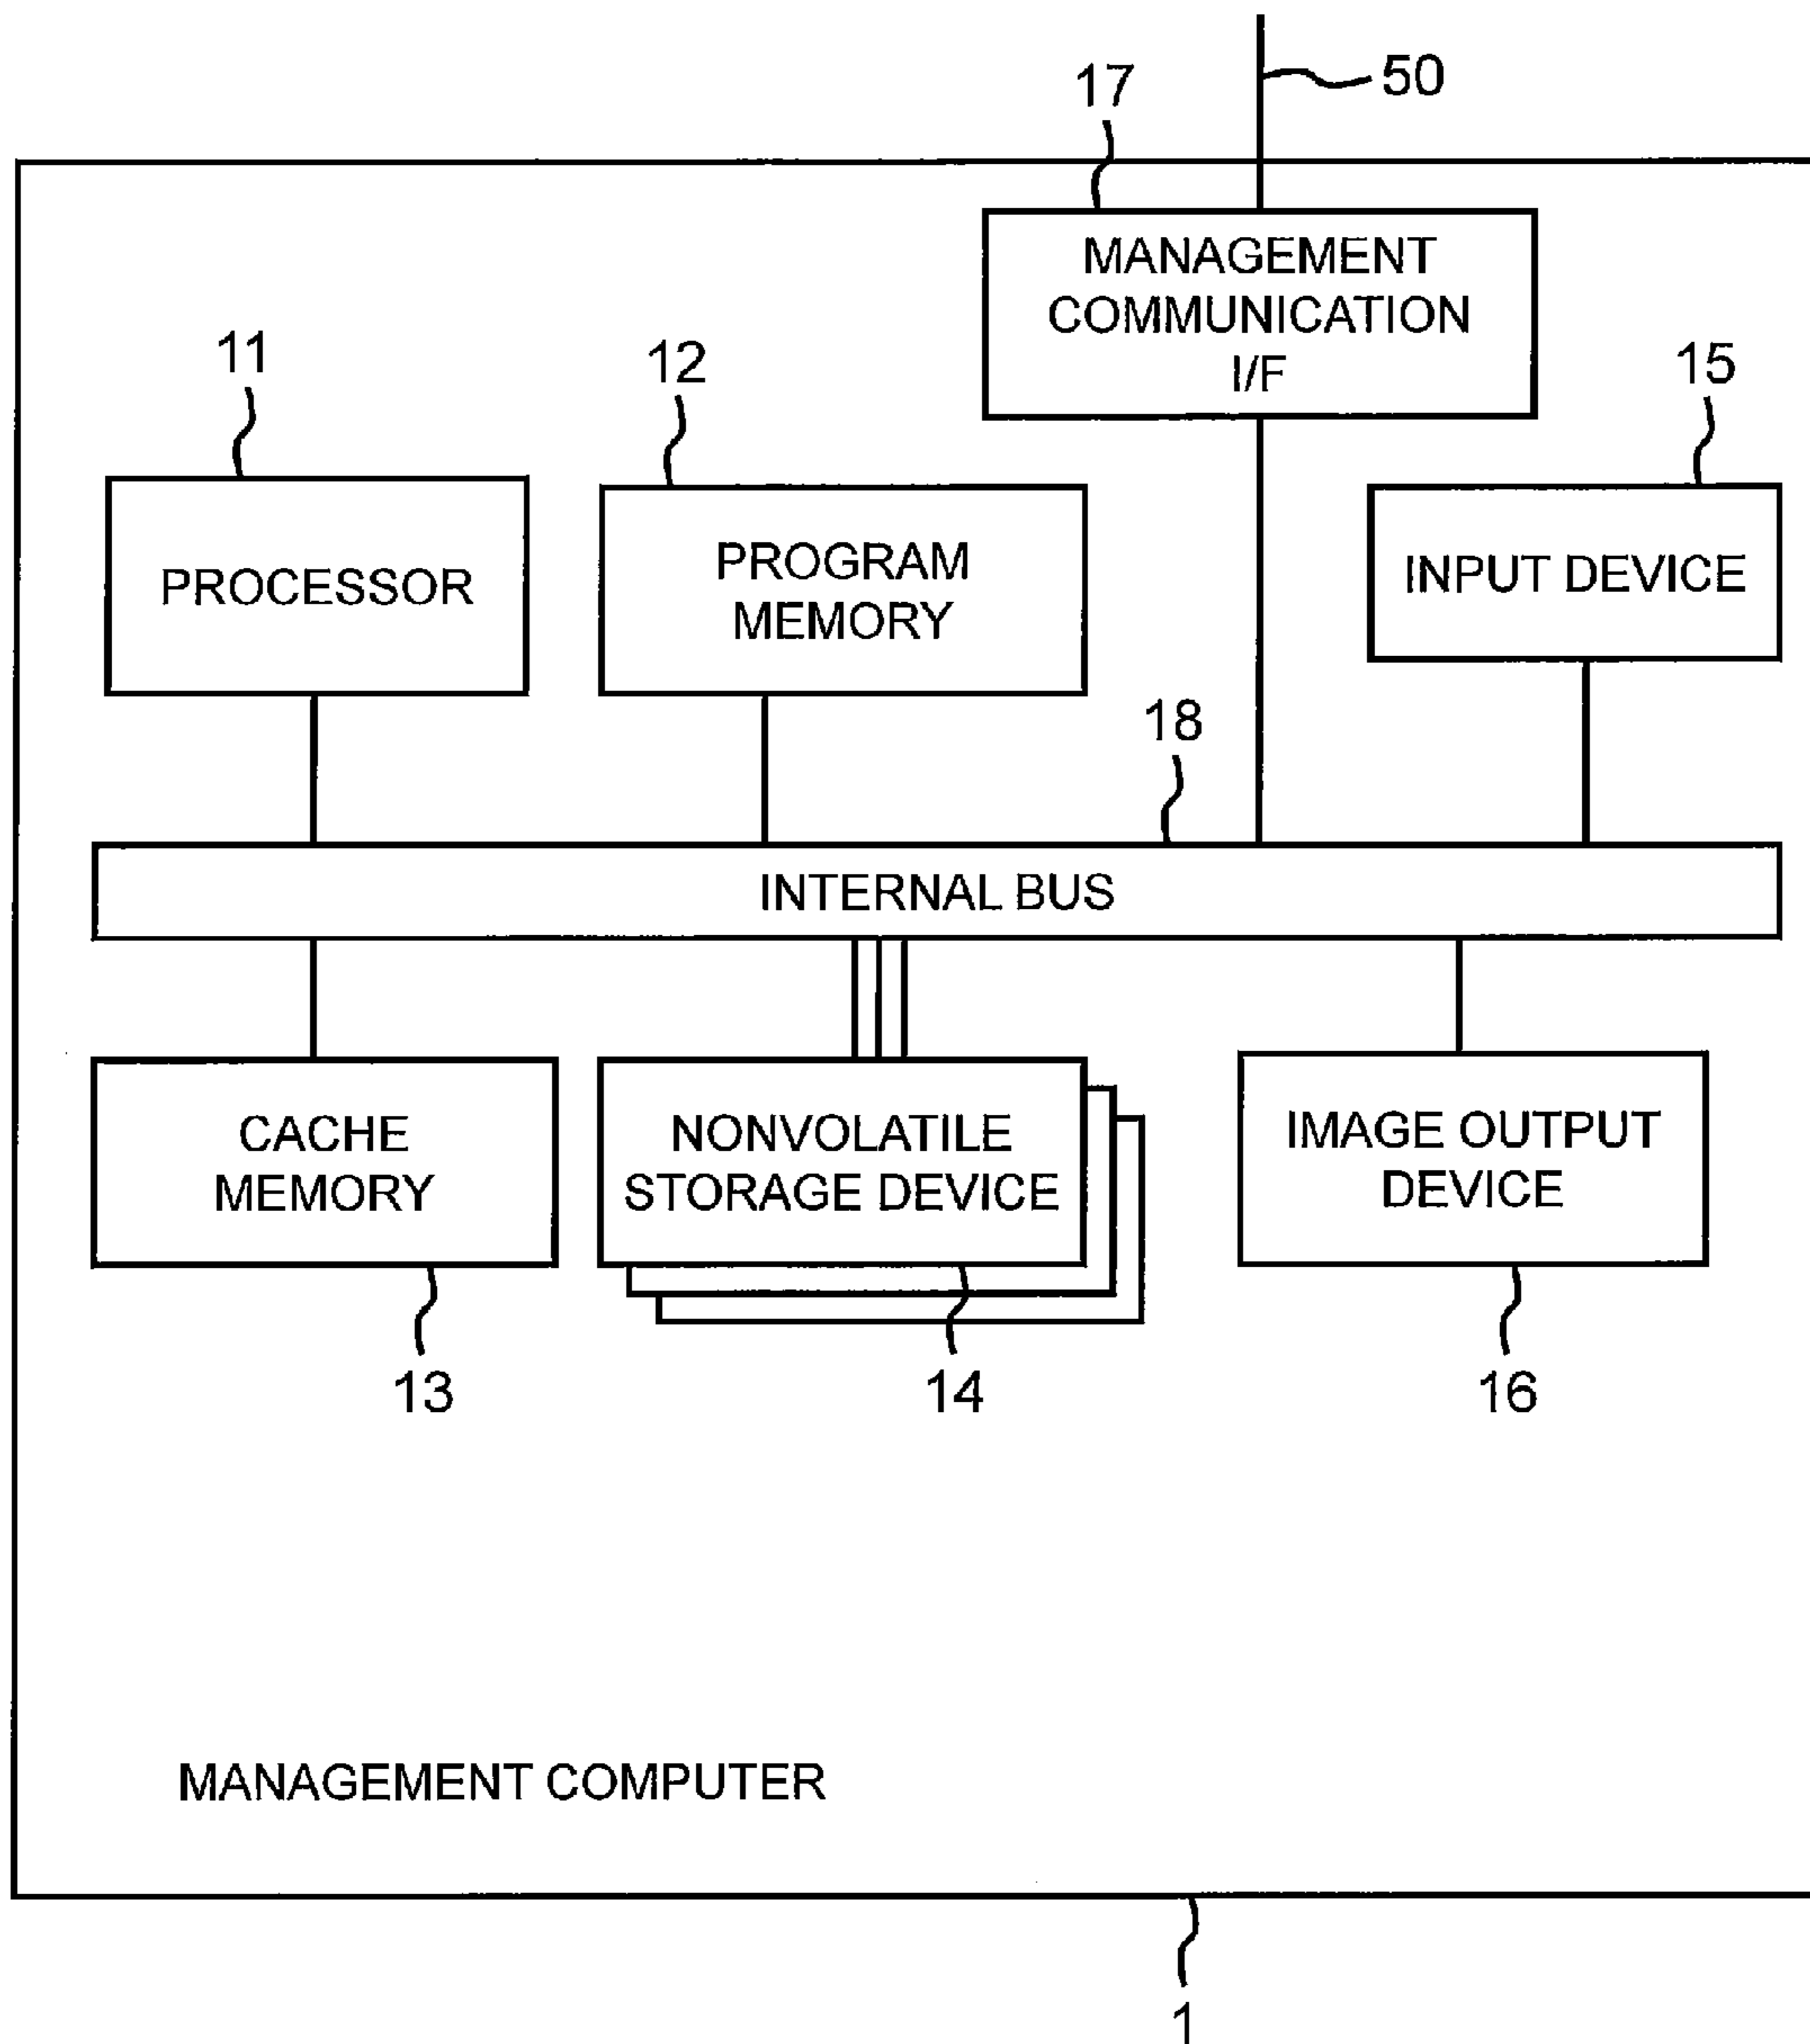 50
17
MANAGEMENT
COMMUNICATION
I/F
11
12
15
PROCESSOR
PROGRAM
MEMORY
INPUT DEVICE
18
INTERNAL BUS
CACHE
MEMORY
NONVOLATILE
STORAGE DEVICE
IMAGE OUTPUT
DEVICE
13
14
16
MANAGEMENT COMPUTER
1